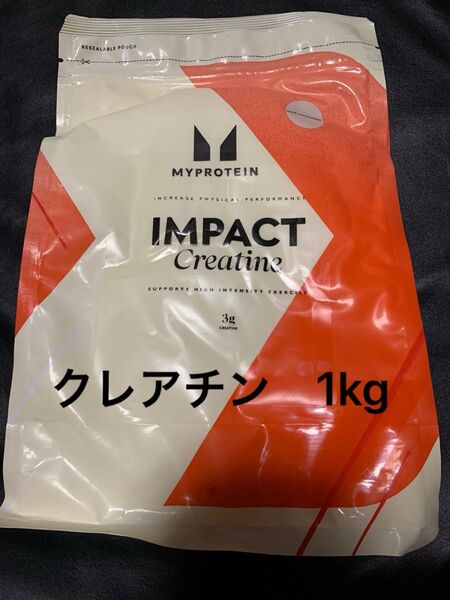 RESEALABLE POUCH
MYPROTEIN
INCREASE PHYSICAL PERFORMANCE
IMPACT
Creatine
SUPPORTS HIGH INTENSITY EXERCISE
3g
CREATINE
クレアチン 1kg